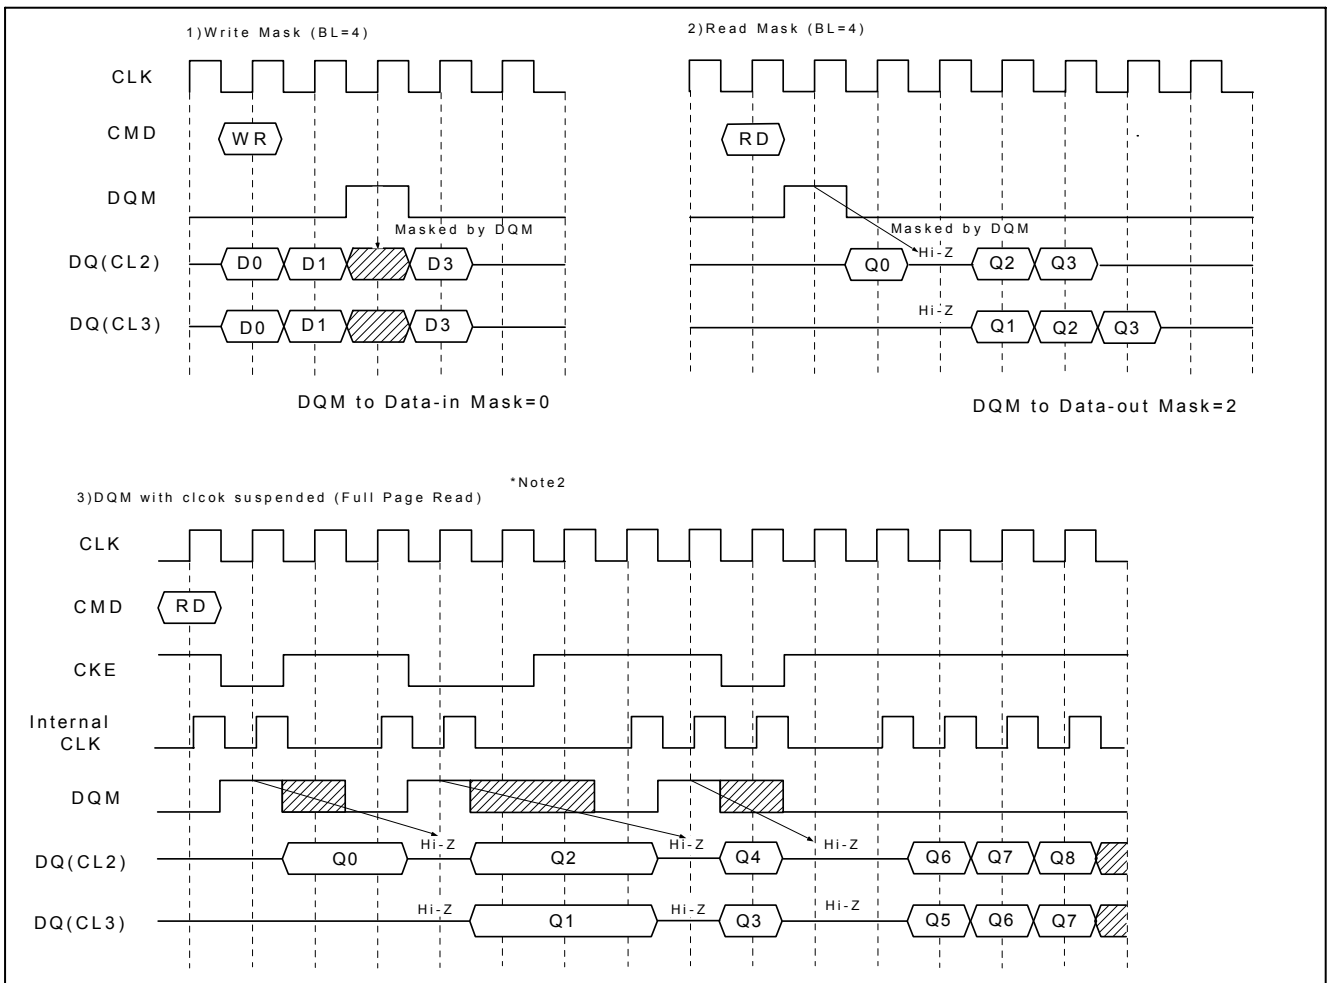 1)Write Mask (BL=4)
2)Read Mask (BL=4)
CLK
CMD
WR
RD
DQM
Masked by DQM
Masked by DQM
DQ(CL2)
D0 D1 D3
Hi-Z
Q0 Q2 Q3
DQ(CL3)
D0 D1 D3
Hi-Z
Q1 Q2 Q3
DQM to Data-in Mask=0
DQM to Data-out Mask=2
*Note2
3)DQM with clcok suspended (Full Page Read)
CLK
CMD
RD
CKE
Internal
CLK
DQM
Hi-Z Hi-Z Hi-Z
DQ(CL2)
Q0 Q2 Q4 Q6 Q7 Q8
Hi-Z Hi-Z Hi-Z
DQ(CL3)
Q1 Q3 Q5 Q6 Q7